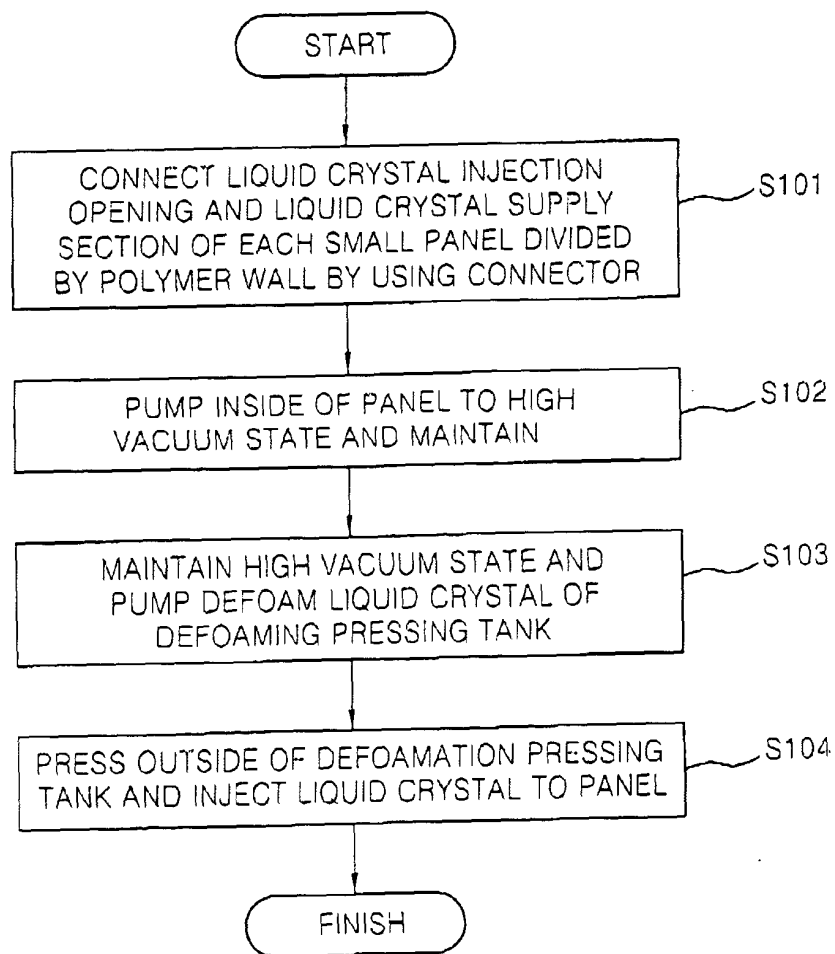 START
CONNECT LIQUID CRYSTAL INJECTION
OPENING AND LIQUID CRYSTAL SUPPLY
SECTION OF EACH SMALL PANEL DIVIDED
BY POLYMER WALL BY USING CONNECTOR
S101
PUMP INSIDE OF PANEL TO HIGH
VACUUM STATE AND MAINTAIN
S102
MAINTAIN HIGH VACUUM STATE AND
PUMP DEFOAM LIQUID CRYSTAL OF
DEFOAMING PRESSING TANK
S103
PRESS OUTSIDE OF DEFOAMATION PRESSING
TANK AND INJECT LIQUID CRYSTAL TO PANEL
S104
FINISH